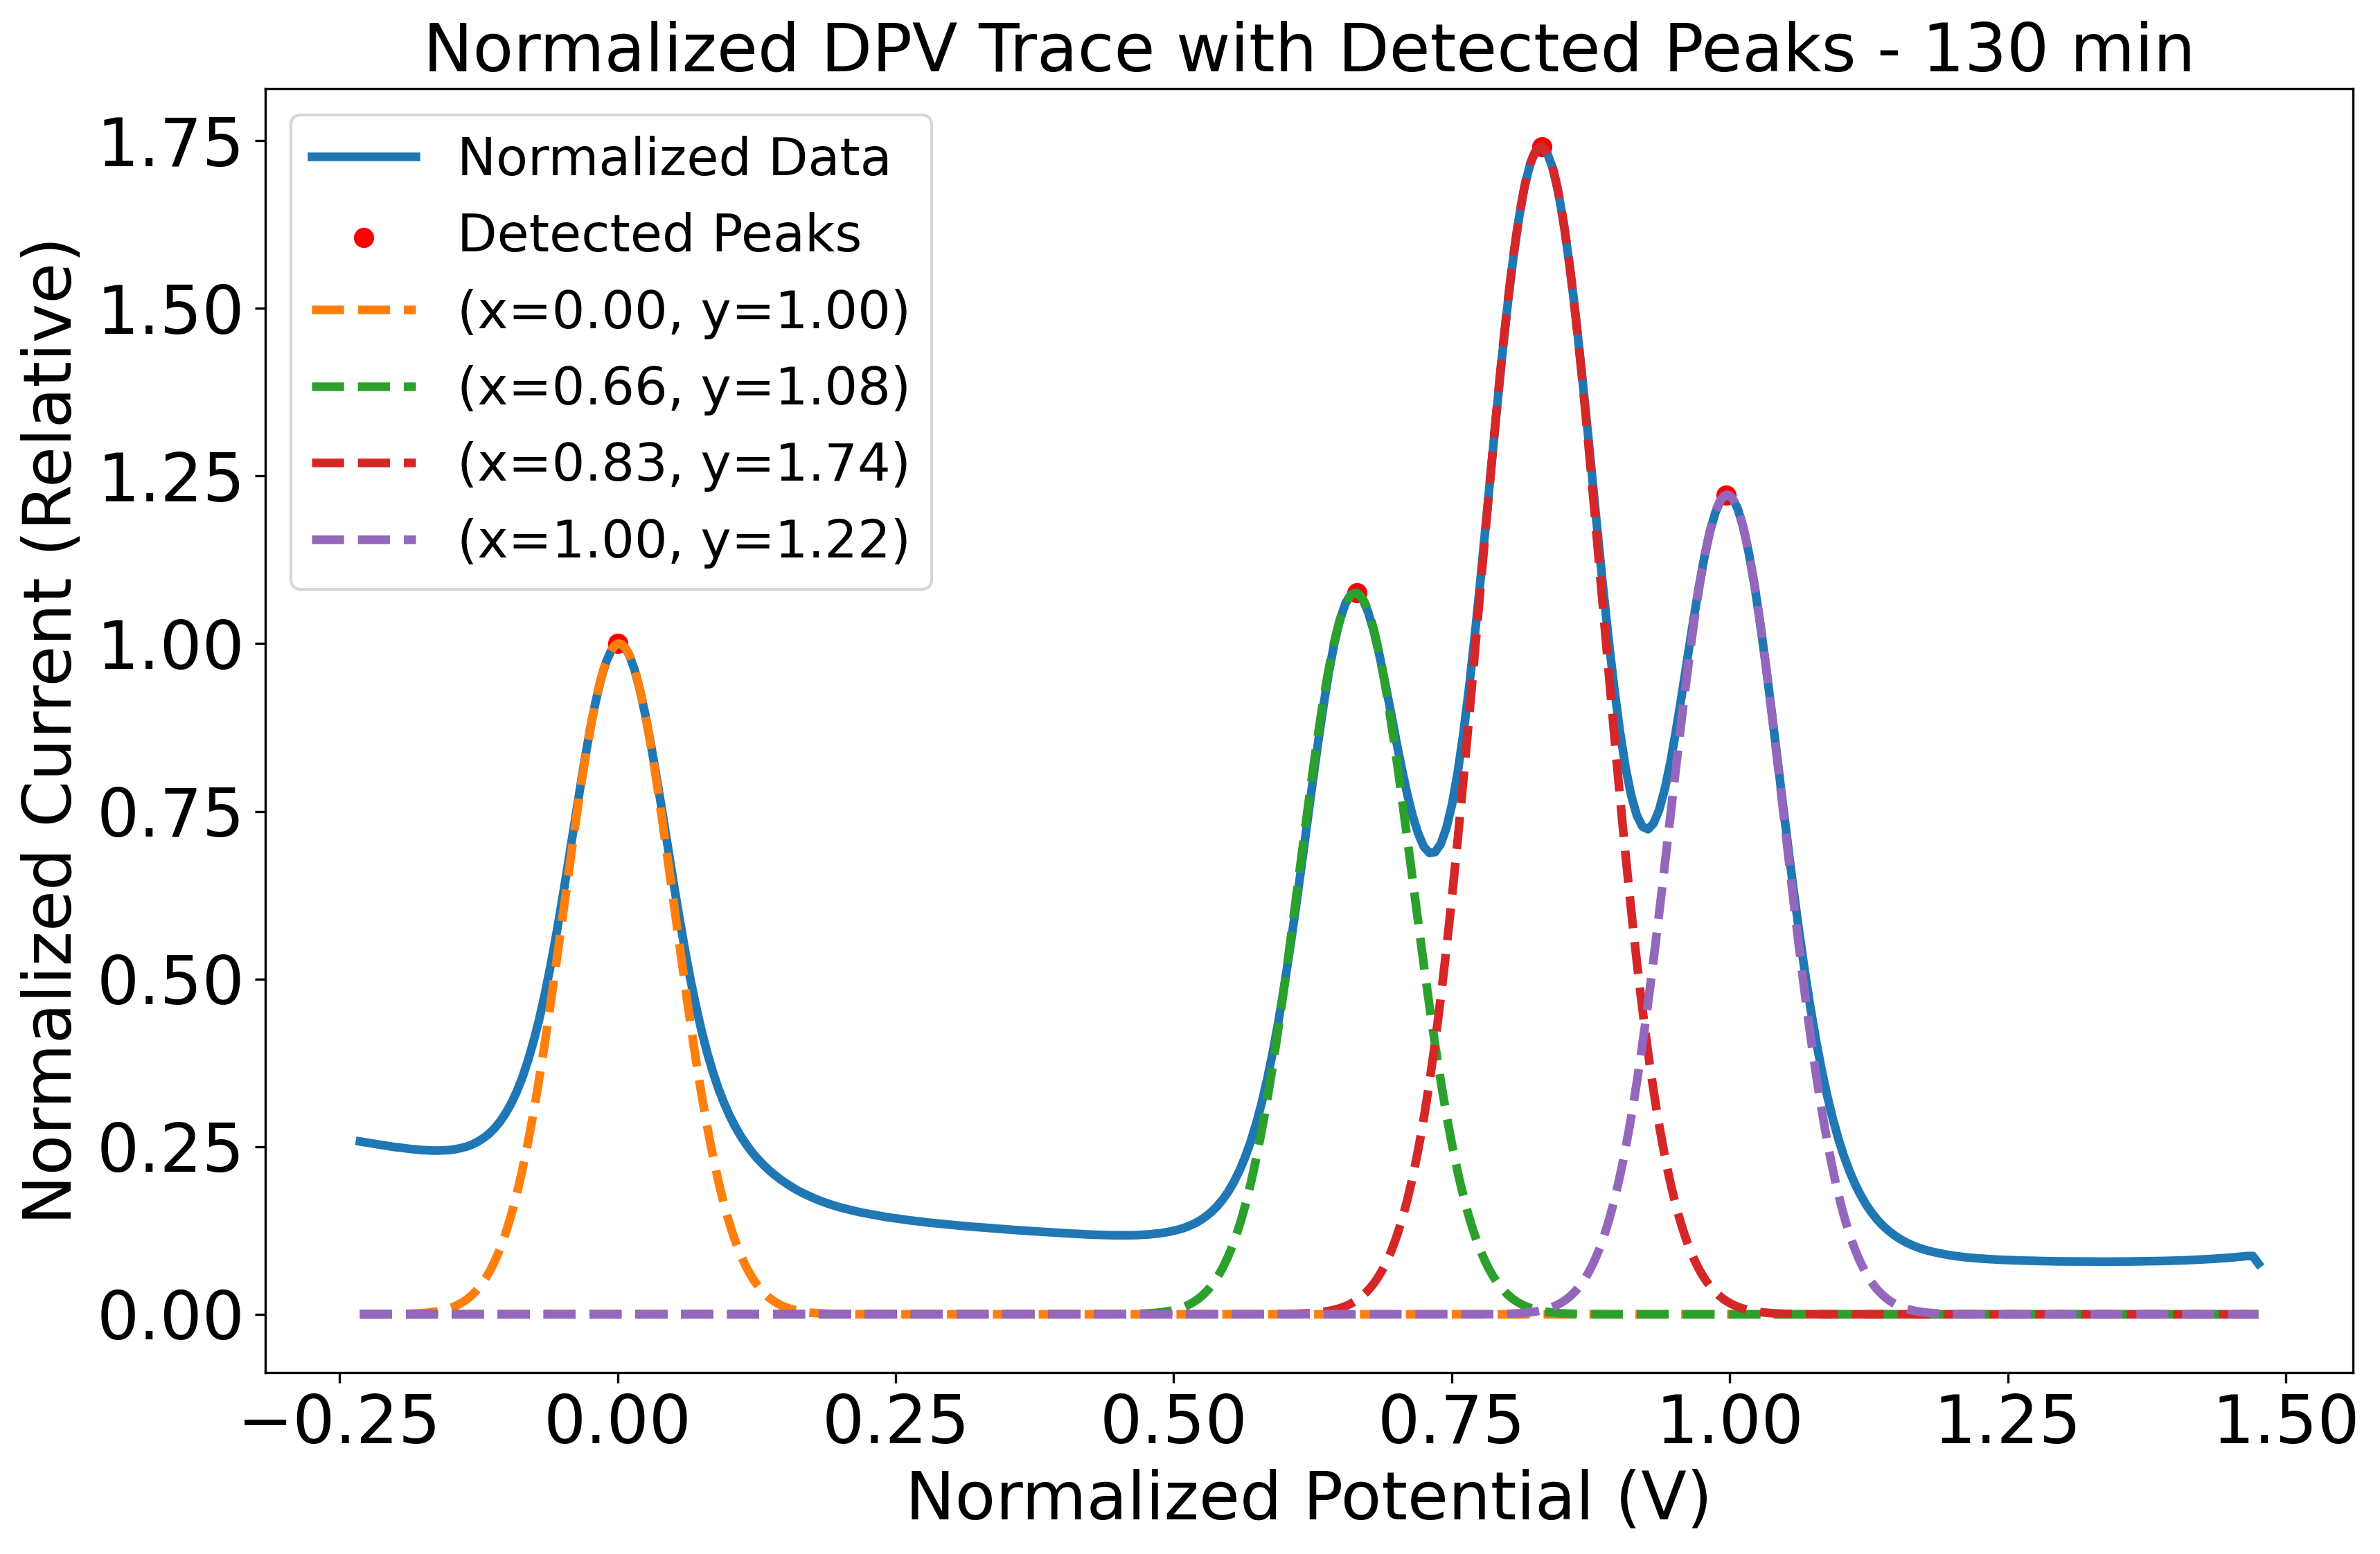 Normalized DPV Trace with Detected Peaks - 130 min
Normalized Current (Relative)
1.75
1.50
1.25
1.00
0.75
0.50
0.25
0.00
Normalized Data
Detected Peaks
(x=0.00, y=1.00)
(x=0.66, y=1.08)
(x=0.83, y=1.74)
(x=1.00, y=1.22)
−0.25 0.00 0.25 0.50 0.75 1.00 1.25 1.50
Normalized Potential (V)